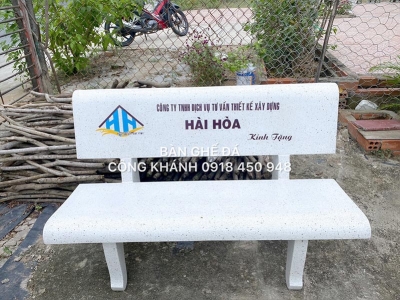 CÔNG TY TNHH DỊCH VỤ TƯ VẤN THIẾT KẾ XÂY DỰNG
HẢI HÒA
Kính Tặng
BÀN GHẾ ĐÁ
CÔNG KHÁNH 0918 450 948